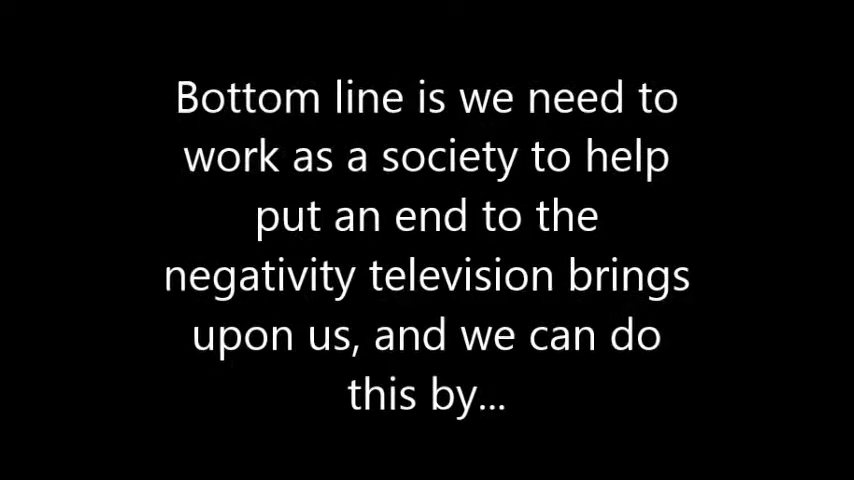 Bottom line is we need to
work as a society to help
put an end to the
negativity television brings
upon us, and we can do
this by...